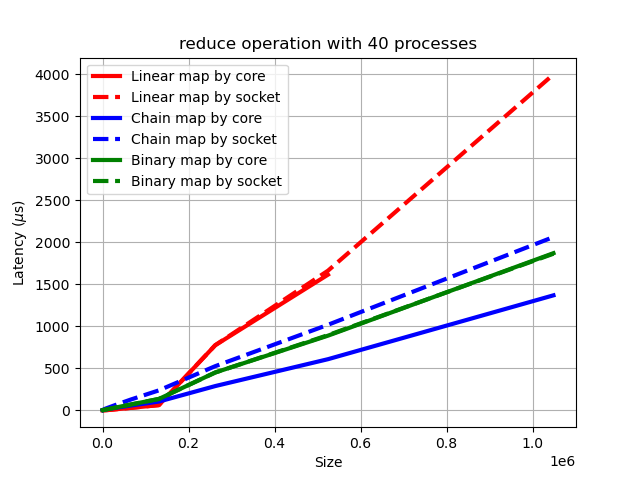 reduce operation with 40 processes
Linear map by core
Linear map by socket
Chain map by core
Chain map by socket
Binary map by core
Binary map by socket
4000
3500
3000
2500
2000
1500
1000
500
0
Latency (μs)
0.0 0.2 0.4 0.6 0.8 1.0
1e6
Size